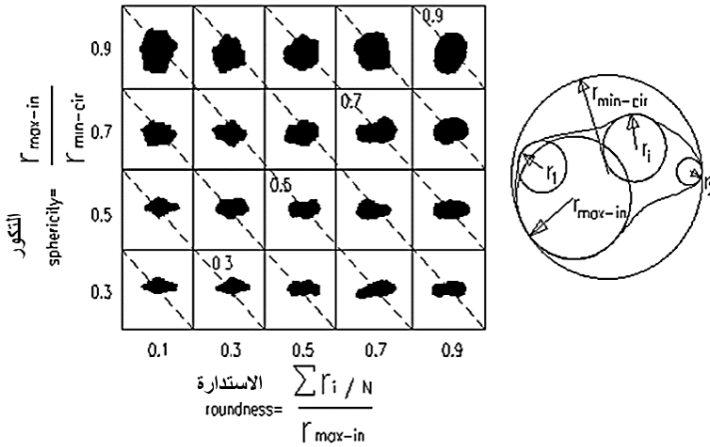 0.9
0.7
0.5
0.3
التكور
sphericity=
r max-in
r min-cir
0.9
0.7
0.5
0.3
0.1 0.3 0.5 0.7 0.9
الاستدارة
roundness=
∑ri / N
r max-in
r min-cir
ri
r1
r max-in